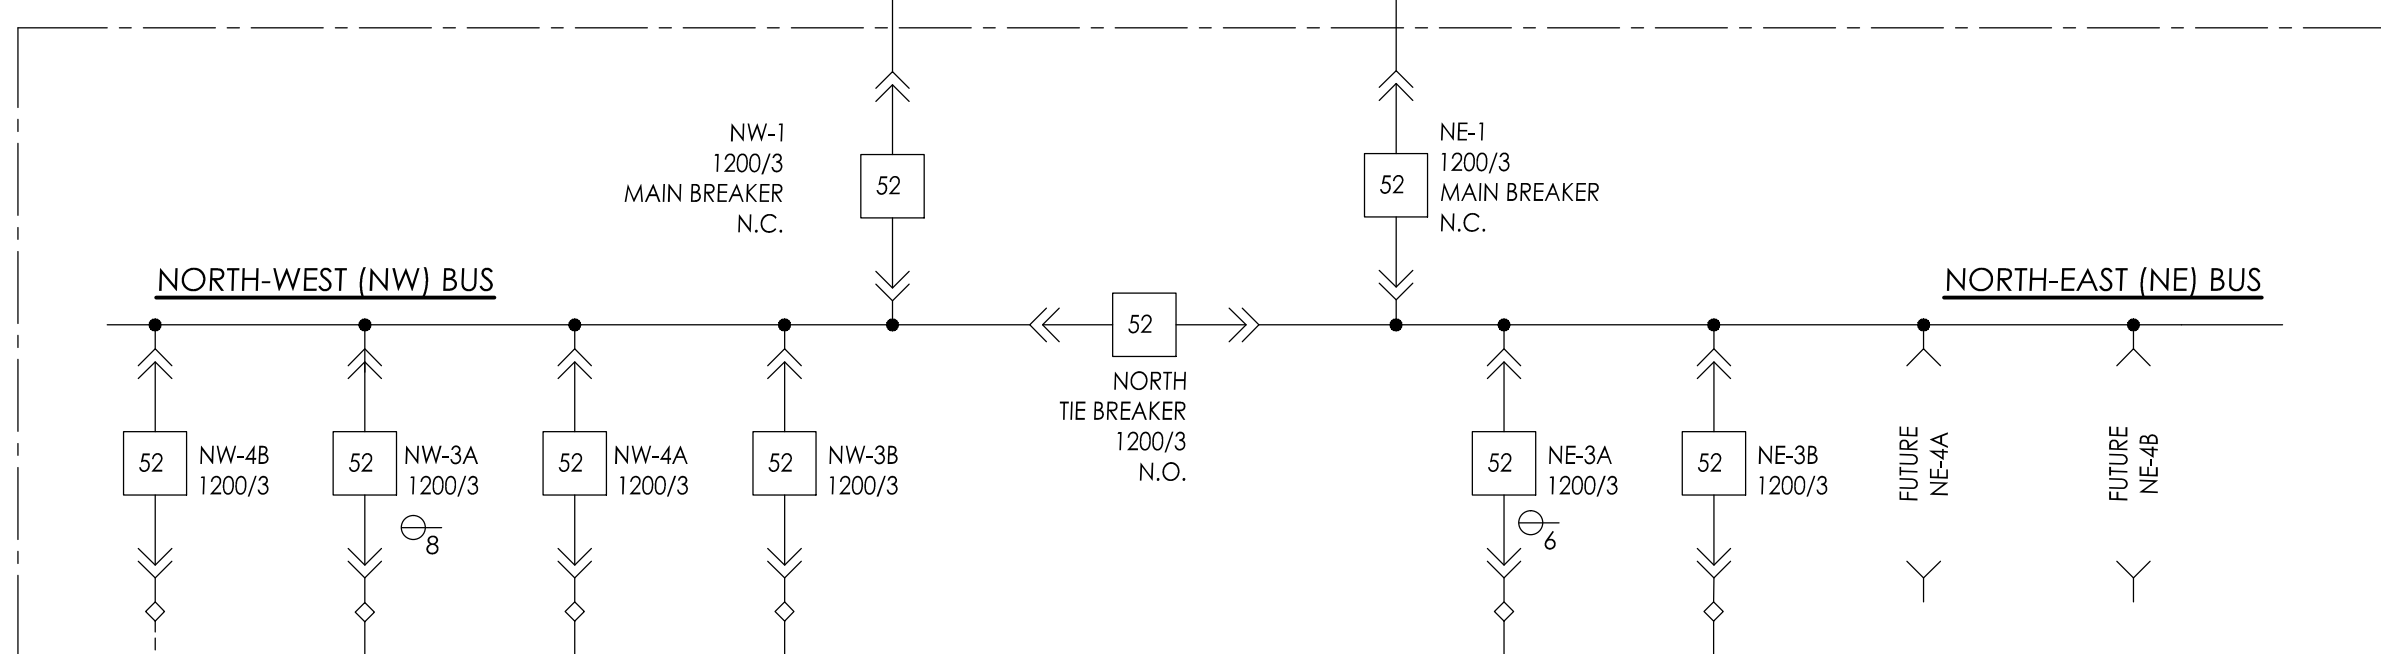 NW-1
1200/3
MAIN BREAKER
N.C.
52
52
NE-1
1200/3
MAIN BREAKER
N.C.
NORTH-WEST (NW) BUS
NORTH-EAST (NE) BUS
52
NORTH
TIE BREAKER
1200/3
N.O.
52
NW-4B
1200/3
52
NW-3A
1200/3
8
52
NW-4A
1200/3
52
NW-3B
1200/3
52
NE-3A
1200/3
6
52
NE-3B
1200/3
FUTURE
NE-4A
FUTURE
NE-4B